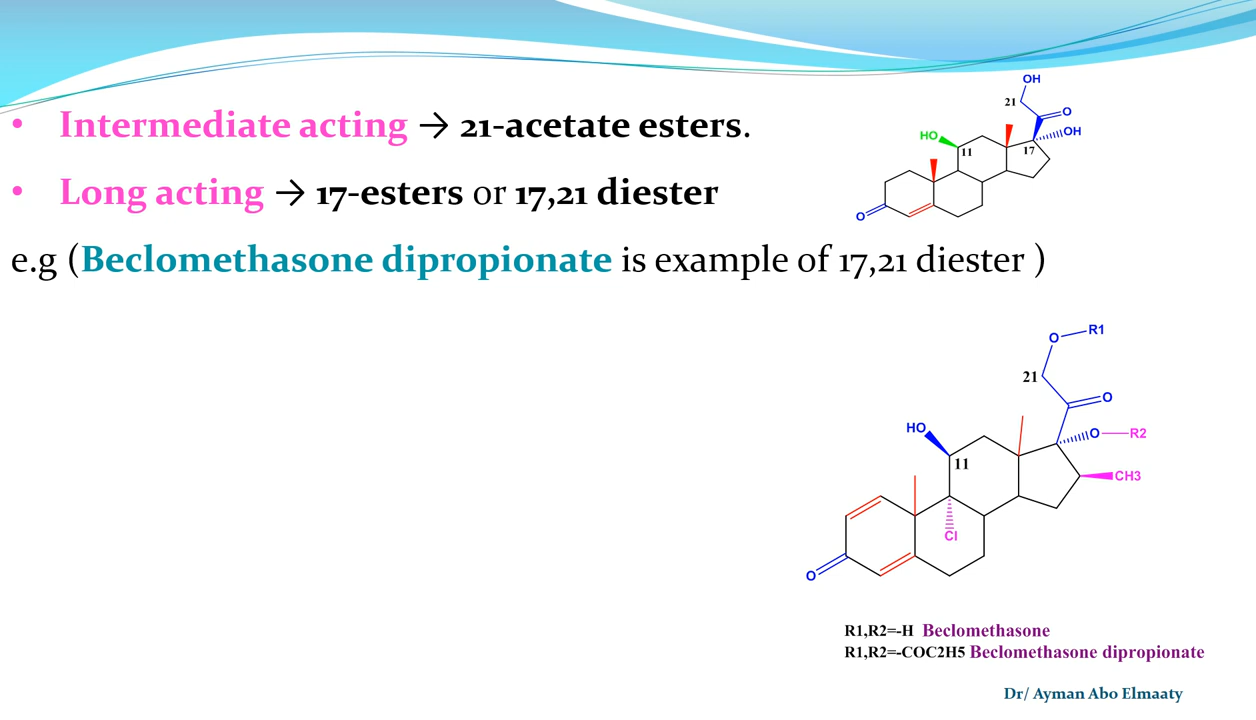 • Intermediate acting → 21-acetate esters.
• Long acting → 17-esters or 17,21 diester
e.g (Beclomethasone dipropionate is example of 17,21 diester )
OH
21
O
HO
OH
11
17
O
O
R1
21
O
HO
O
R2
11
CH3
Cl
O
R1,R2=-H Beclomethasone
R1,R2=-COC2H5 Beclomethasone dipropionate
Dr/ Ayman Abo Elmaaty